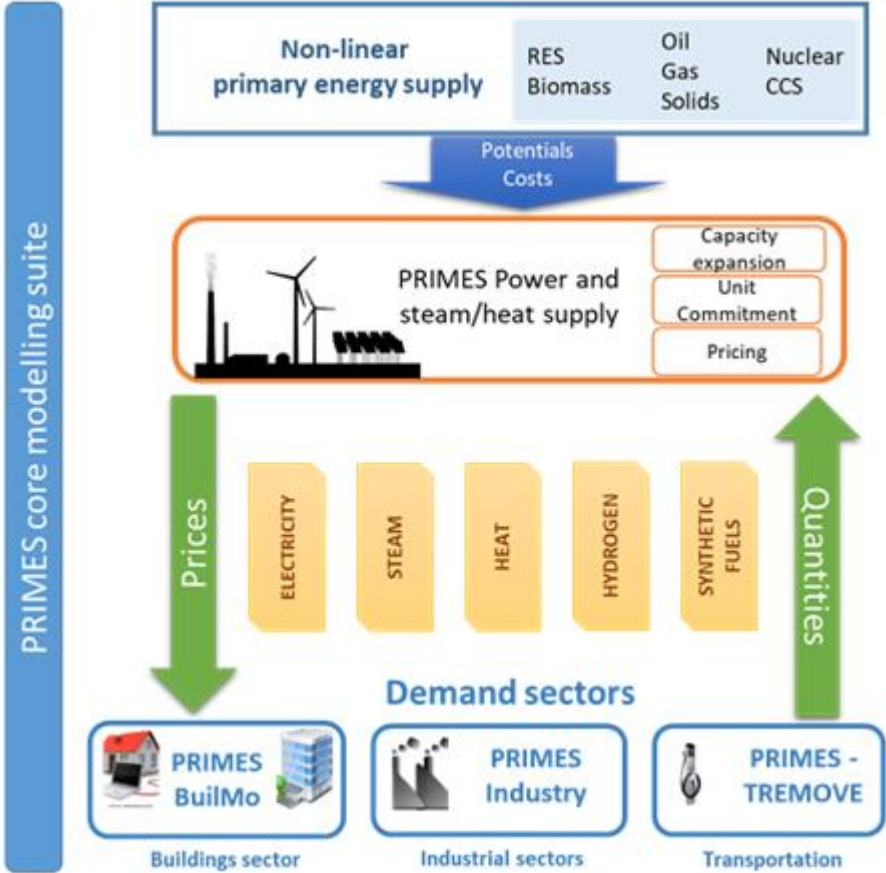 PRIMES core modelling suite
Non-linear
primary energy supply
RES
Biomass
Oil
Gas
Solids
Nuclear
CCS
Potentials
Costs
PRIMES Power and
steam/heat supply
Capacity
expansion
Unit
Commitment
Pricing
Prices
ELECTRICITY
STEAM
HEAT
HYDROGEN
SYNTHETIC
FUELS
Quantities
Demand sectors
PRIMES
BuilMo
PRIMES
Industry
PRIMES -
TREMOVE
Buildings sector
Industrial sectors
Transportation